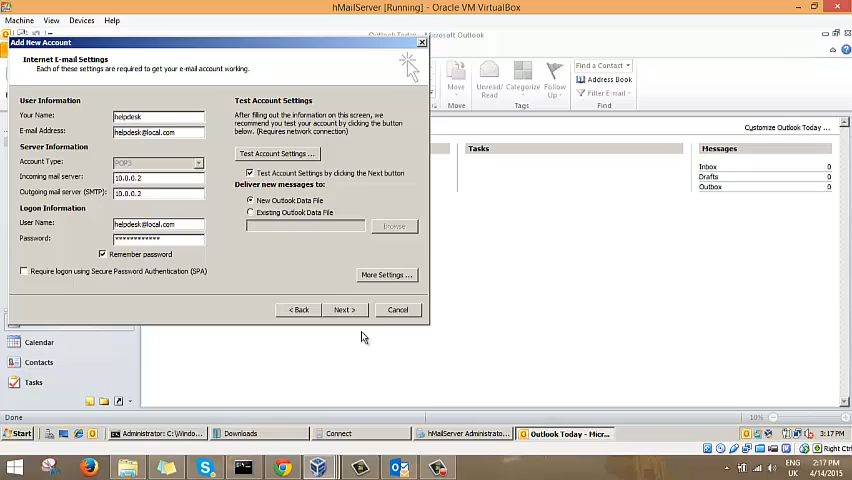 hMailServer [Running] - Oracle VM VirtualBox
Machine View Devices Help
Outlook Today - Microsoft Outlook
Add New Account
Internet E-mail Settings
Each of these settings are required to get your e-mail account working.
User Information
Your Name: helpdesk
E-mail Address: helpdesk@local.com
Server Information
Account Type: POP3
Incoming mail server: 10.0.0.2
Outgoing mail server (SMTP): 10.0.0.2
Logon Information
User Name: helpdesk@local.com
Password: ************
Remember password
Require logon using Secure Password Authentication (SPA)
Test Account Settings
After filling out the information on this screen, we
recommend you test your account by clicking the button
below. (Requires network connection)
Test Account Settings ...
Test Account Settings by clicking the Next button
Deliver new messages to:
New Outlook Data File
Existing Outlook Data File
Browse
More Settings ...
< Back Next > Cancel
Move
Unread/ Read
Categorize
Follow Up
Find a Contact
Address Book
Filter E-mail
Move Tags Find
Customize Outlook Today ...
Tasks
Messages
Inbox 0
Drafts 0
Outbox 0
Calendar
Contacts
Tasks
Done
10%
Start
Administrator: C:\Windo...
Downloads
Connect
hMailServer Administrato...
Outlook Today - Micr...
3:17 PM
Right Ctrl
ENG
UK
2:17 PM
4/14/2015